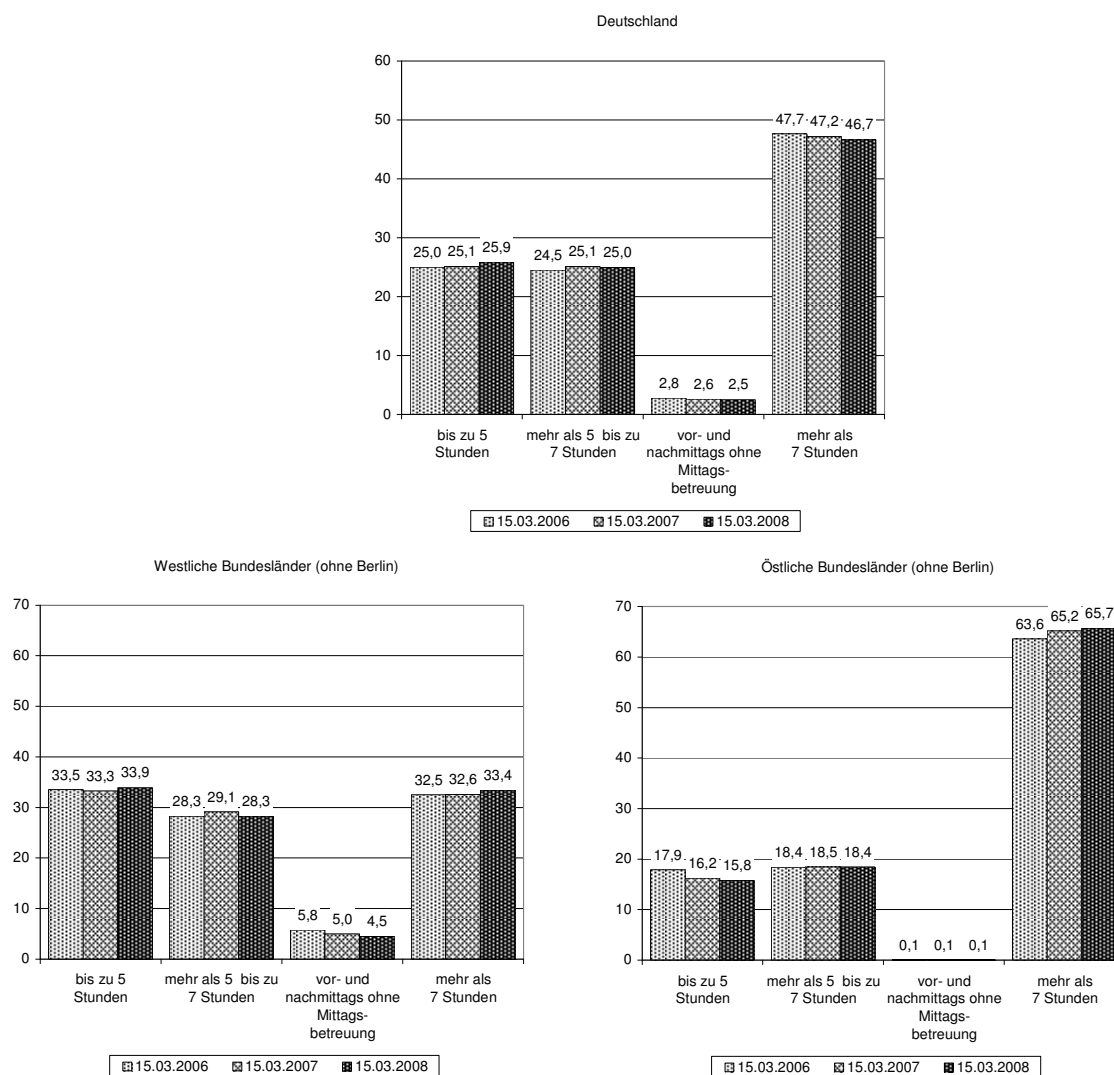 Deutschland
60
50
40
30
20
10
0
47,7 47,2 46,7
25,0 25,1 25,9 24,5 25,1 25,0
2,8 2,6 2,5
bis zu 5
Stunden
mehr als 5 bis zu
7 Stunden
vor- und
nachmittags ohne
Mittags-
betreuung
mehr als
7 Stunden
15.03.2006 15.03.2007 15.03.2008
Westliche Bundesländer (ohne Berlin)
70
60
50
40
30
20
10
0
33,5 33,3 33,9
28,3 29,1 28,3
5,8 5,0 4,5
32,5 32,6 33,4
bis zu 5
Stunden
mehr als 5 bis zu
7 Stunden
vor- und
nachmittags ohne
Mittags-
betreuung
mehr als
7 Stunden
15.03.2006 15.03.2007 15.03.2008
Östliche Bundesländer (ohne Berlin)
70
60
50
40
30
20
10
0
17,9 16,2 15,8
18,4 18,5 18,4
0,1 0,1 0,1
63,6 65,2 65,7
bis zu 5
Stunden
mehr als 5 bis zu
7 Stunden
vor- und
nachmittags ohne
Mittags-
betreuung
mehr als
7 Stunden
15.03.2006 15.03.2007 15.03.2008